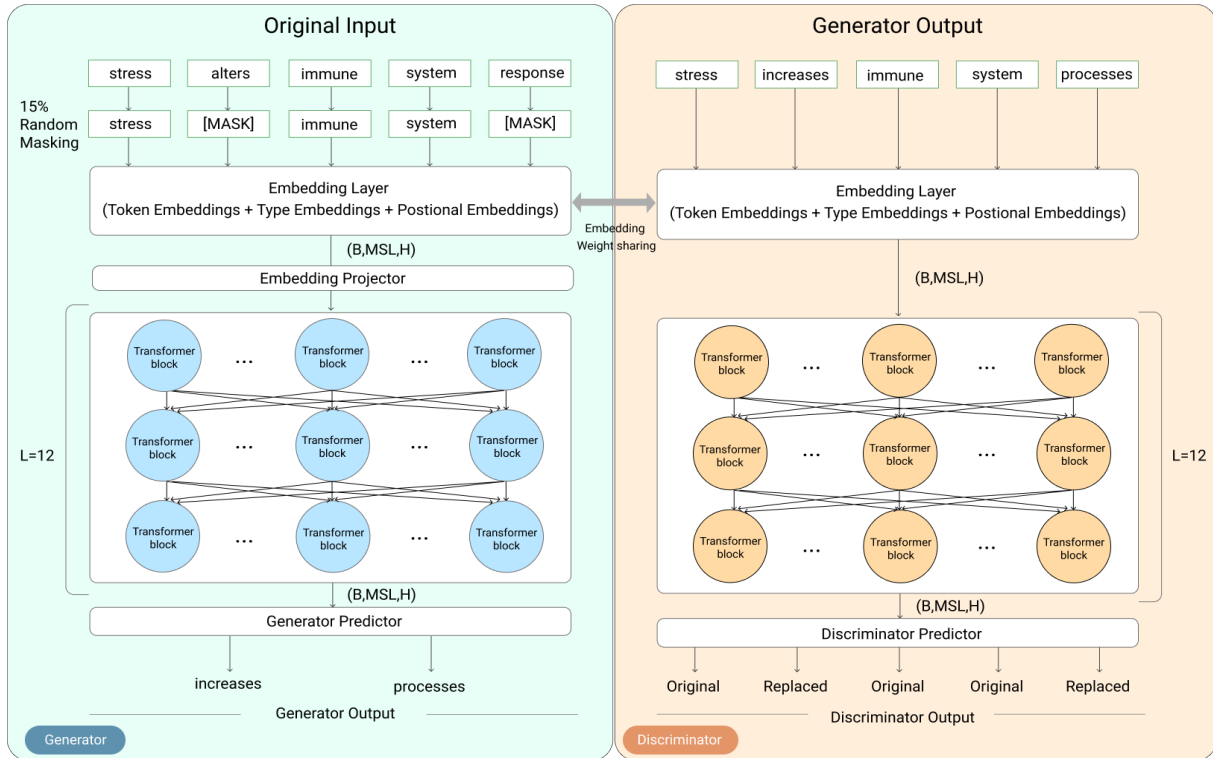 Original Input
stress alters immune system response
15%
Random
Masking
stress [MASK] immune system [MASK]
Embedding Layer
(Token Embeddings + Type Embeddings + Postional Embeddings)
(B,MSL,H)
Embedding Projector
Transformer block ... Transformer block ... Transformer block
Transformer block ... Transformer block ... Transformer block
Transformer block ... Transformer block ... Transformer block
L=12
(B,MSL,H)
Generator Predictor
increases processes
Generator Output
Generator
Embedding
Weight sharing
Generator Output
stress increases immune system processes
Embedding Layer
(Token Embeddings + Type Embeddings + Postional Embeddings)
(B,MSL,H)
Transformer block ... Transformer block ... Transformer block
Transformer block ... Transformer block ... Transformer block
Transformer block ... Transformer block ... Transformer block
L=12
(B,MSL,H)
Discriminator Predictor
Original Replaced Original Original Replaced
Discriminator Output
Discriminator